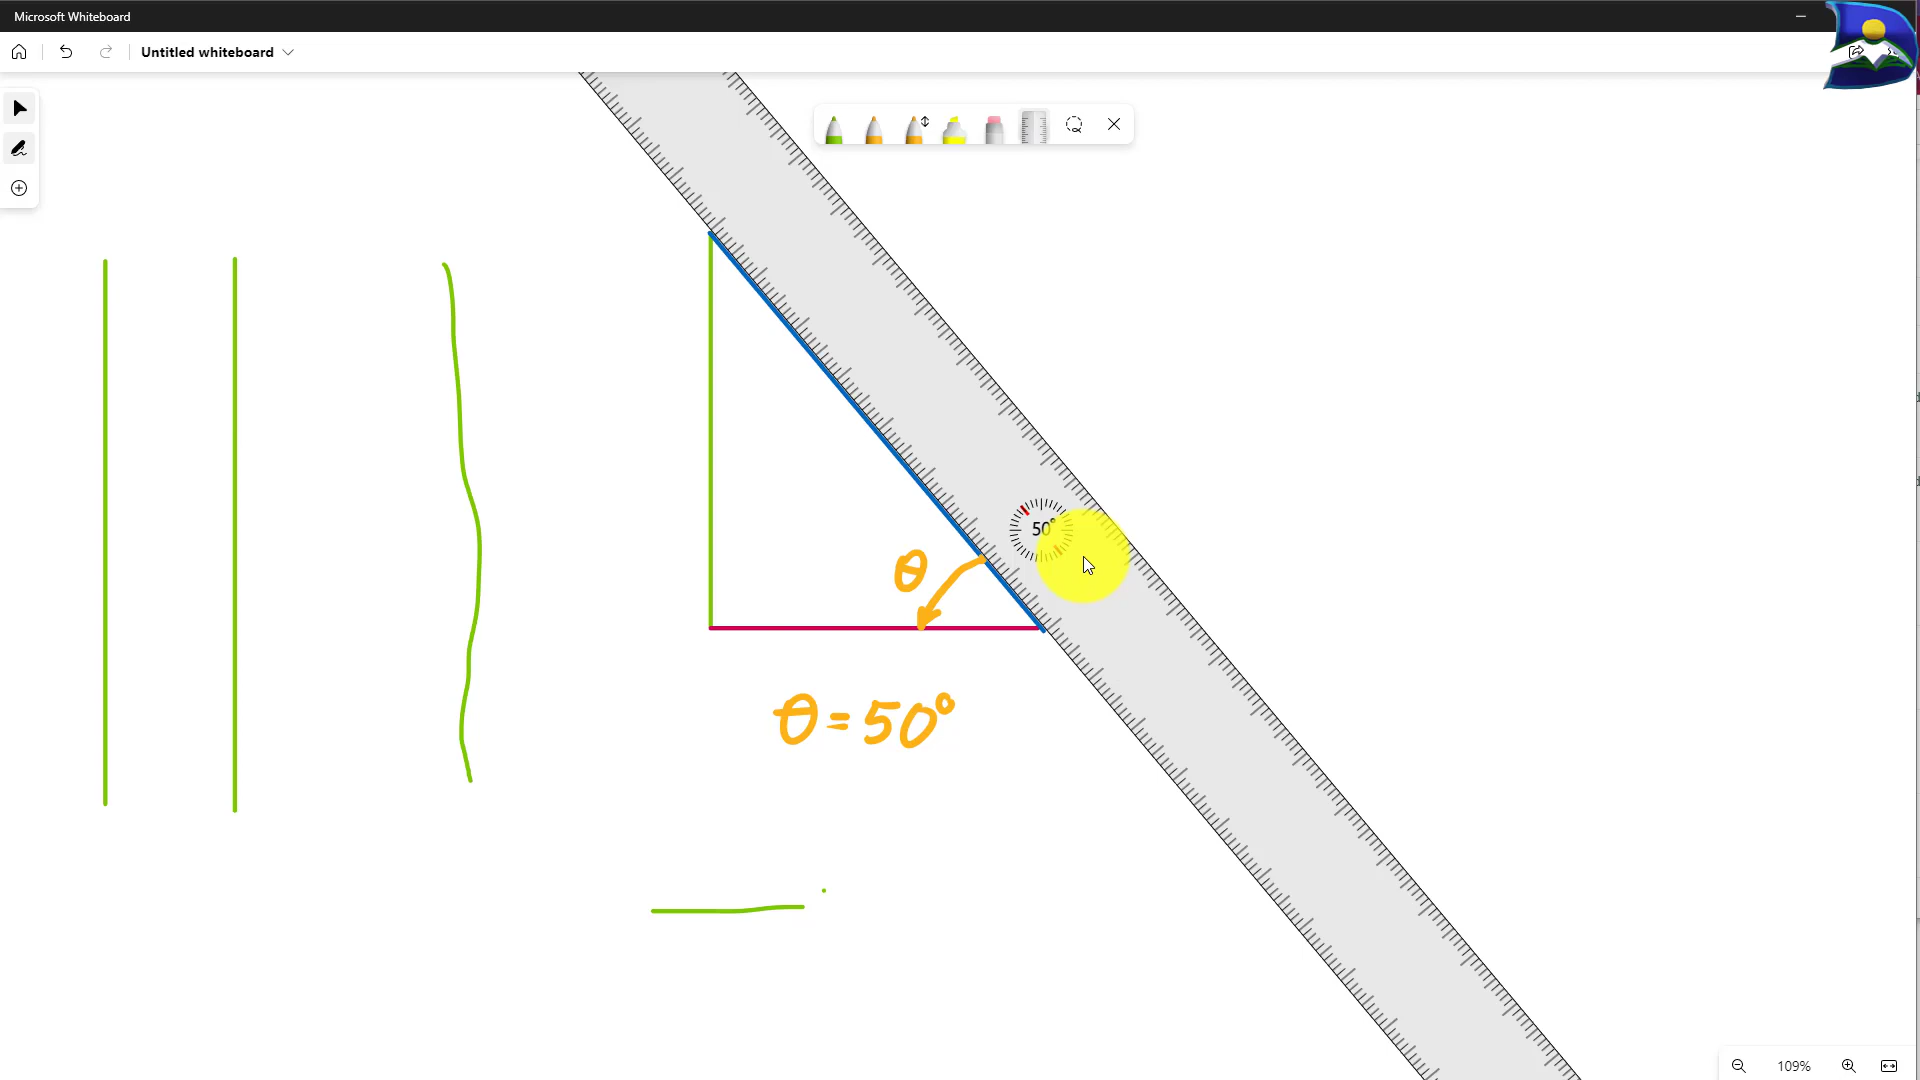 Microsoft Whiteboard
Untitled whiteboard
50°
θ
θ = 50°
109%